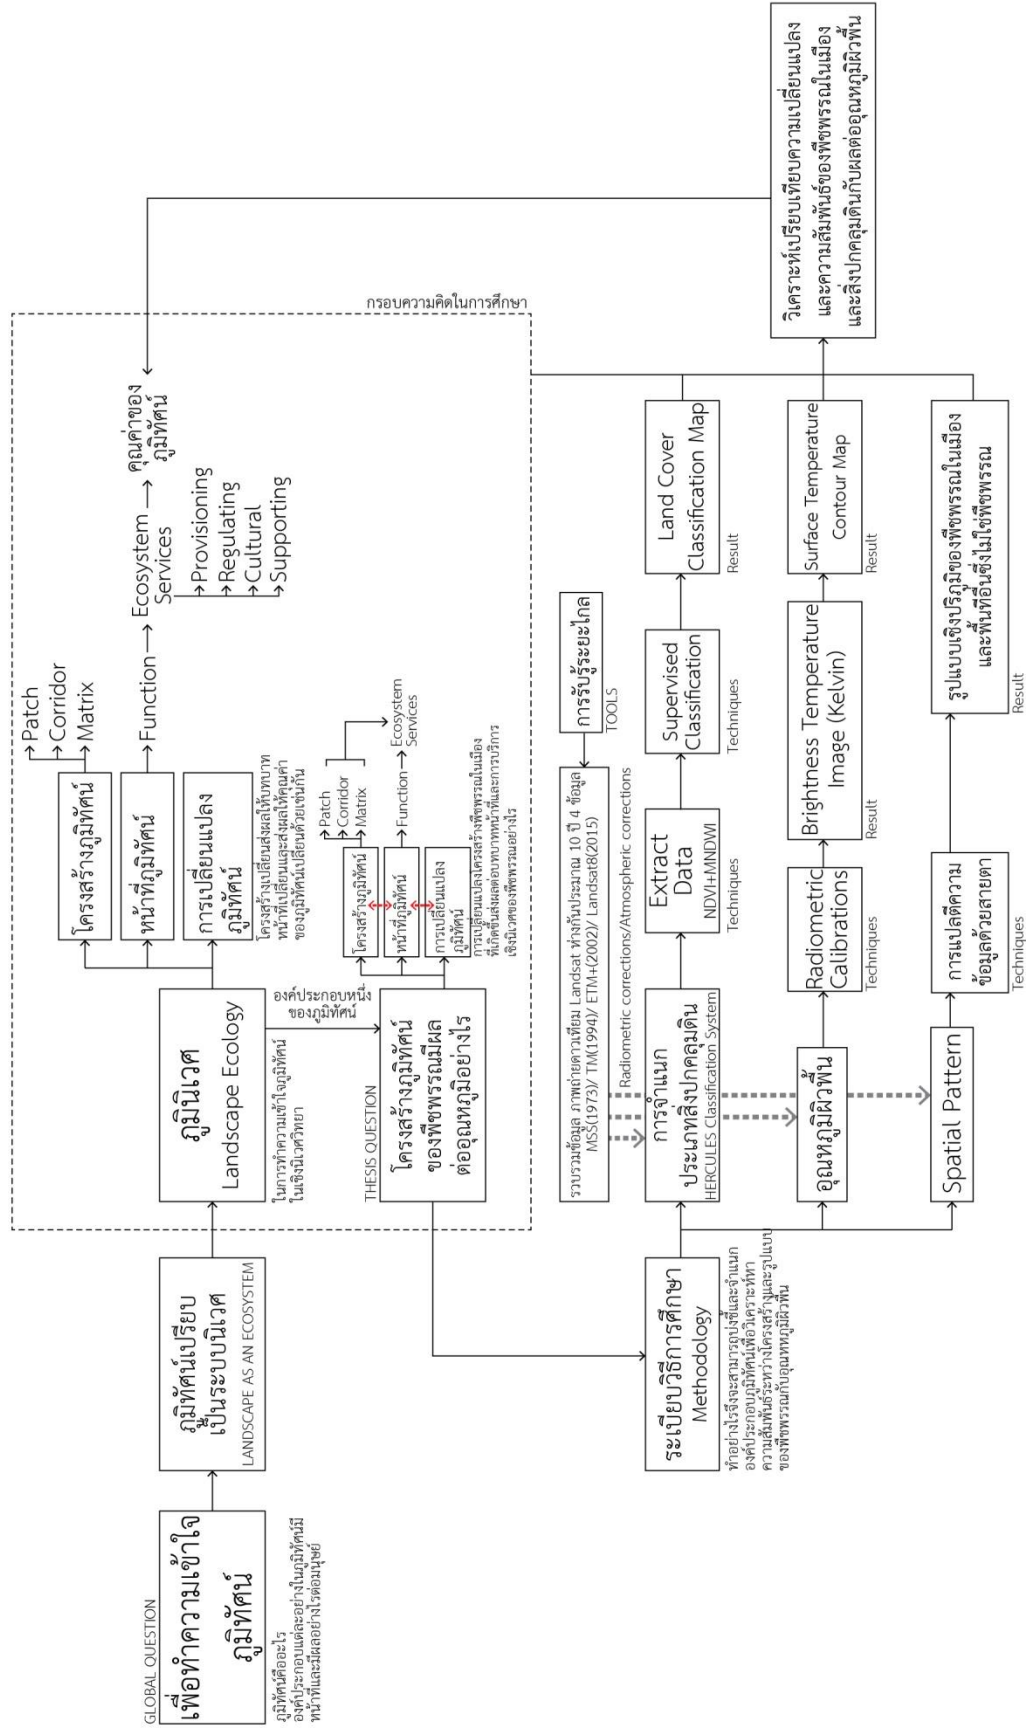 GLOBAL QUESTION
เพื่อทำความเข้าใจ
ภูมิทัศน์
ภูมิทัศน์คืออะไร
องค์ประกอบแต่ละอย่างในภูมิทัศน์มี
หน้าที่และมีผลอย่างไรต่อมนุษย์
ภูมิทัศน์เปรียบ
เป็นระบบนิเวศ
LANDSCAPE AS AN ECOSYSTEM
กรอบความคิดในการศึกษา
ภูมินิเวศ
Landscape Ecology
ในการทำความเข้าใจภูมิทัศน์
ในเชิงนิเวศวิทยา
องค์ประกอบหนึ่ง
ของภูมิทัศน์
โครงสร้างภูมิทัศน์
Patch
Corridor
Matrix
หน้าที่ภูมิทัศน์
Function
Ecosystem
Services
Provisioning
Regulating
Cultural
Supporting
คุณค่าของ
ภูมิทัศน์
การเปลี่ยนแปลง
ภูมิทัศน์
โครงสร้างเปลี่ยนส่งผลให้บทบาท
หน้าที่เปลี่ยนและส่งผลให้คุณค่า
ของภูมิทัศน์เปลี่ยนด้วยเช่นกัน
THESIS QUESTION
โครงสร้างภูมิทัศน์
ของพืชพรรณมีผล
ต่ออุณหภูมิอย่างไร
โครงสร้างภูมิทัศน์
Patch
Corridor
Matrix
หน้าที่ภูมิทัศน์
Function
Ecosystem
Services
การเปลี่ยนแปลง
ภูมิทัศน์
การเปลี่ยนแปลงโครงสร้างพืชพรรณในเมือง
ที่เกิดขึ้นส่งผลต่อบทบาทหน้าที่และการบริการ
เชิงนิเวศของพืชพรรณอย่างไร
ระเบียบวิธีการศึกษา
Methodology
ทำอย่างไรจึงจะสามารถบ่งชี้และจำแนก
องค์ประกอบภูมิทัศน์เพื่อวิเคราะห์หา
ความสัมพันธ์ระหว่างโครงสร้างและรูปแบบ
ของพืชพรรณกับอุณหภูมิผิวพื้น
การรับรู้ระยะไกล
TOOLS
รวบรวมข้อมูล ภาพถ่ายดาวเทียม Landsat ห่างกันประมาณ 10 ปี 4 ข้อมูล
MSS(1973)/ TM(1994)/ ETM+(2002)/ Landsat8(2015)
Radiometric corrections/Atmospheric corrections
การจำแนก
ประเภทสิ่งปกคลุมดิน
HERCULES Classification System
Extract
Data
NDVI+MNDWI
Techniques
Supervised
Classification
Techniques
Land Cover
Classification Map
Result
อุณหภูมิผิวพื้น
Radiometric
Calibrations
Techniques
Brightness Temperature
Image (Kelvin)
Result
Surface Temperature
Contour Map
Result
Spatial Pattern
การแปลตีความ
ข้อมูลด้วยสายตา
Techniques
รูปแบบเชิงปริภูมิของพืชพรรณในเมือง
และพื้นที่อื่นซึ่งไม่ใช่พืชพรรณ
Result
วิเคราะห์เปรียบเทียบความเปลี่ยนแปลง
และความสัมพันธ์ของพืชพรรณในเมือง
และสิ่งปกคลุมดินกับผลต่ออุณหภูมิผิวพื้น